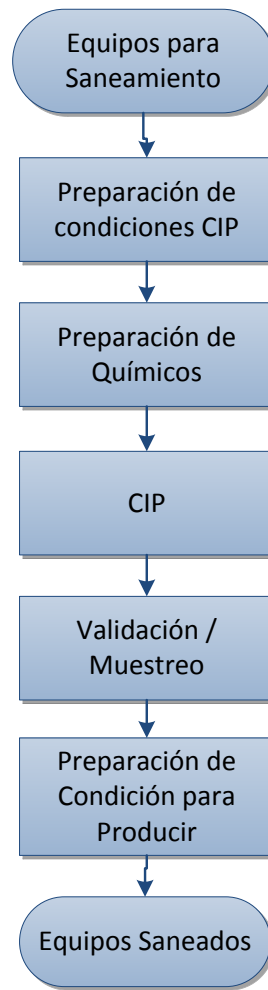 Equipos para
Saneamiento
Preparación de
condiciones CIP
Preparación de
Químicos
CIP
Validación /
Muestreo
Preparación de
Condición para
Producir
Equipos Saneados